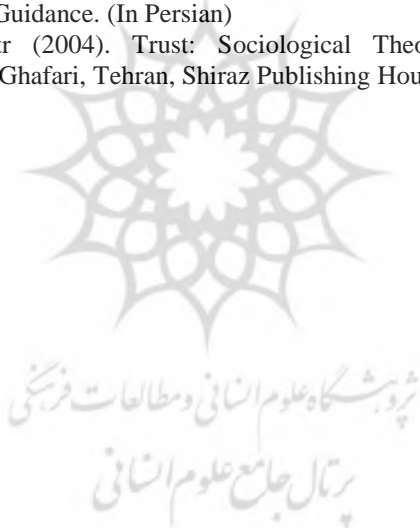 Guidance. (In Persian)
tr (2004). Trust: Sociological Theo
Ghafari, Tehran, Shiraz Publishing Hou
پژوهشگاه علوم انسانی و مطالعات فرهنگی
پرتال جامع علوم انسانی